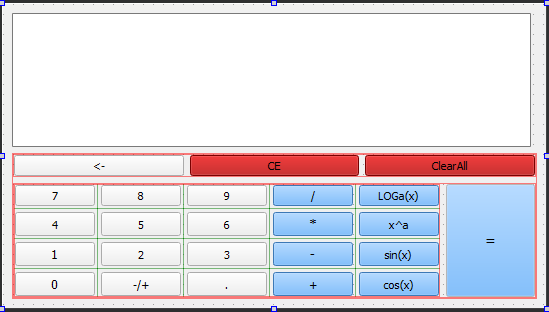 <- CE ClearAll
7 8 9 / LOGa(x)
4 5 6 * x^a
1 2 3 - sin(x) =
0 -/+ . + cos(x)